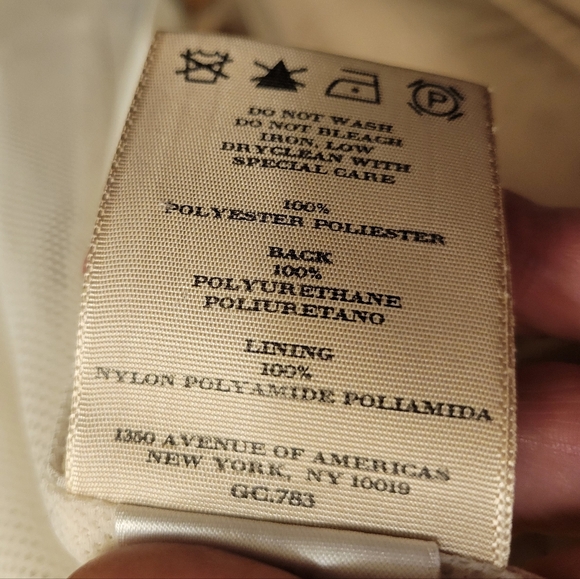 P
DO NOT WASH
DO NOT BLEACH
IRON, LOW
DRYCLEAN WITH
SPECIAL CARE
100%
POLYESTER POLIESTER
BACK
100%
POLYURETHANE
POLIURETANO
LINING
100%
NYLON POLYAMIDE POLIAMIDA
1350 AVENUE OF AMERICAS
NEW YORK, NY 10019
GC.783